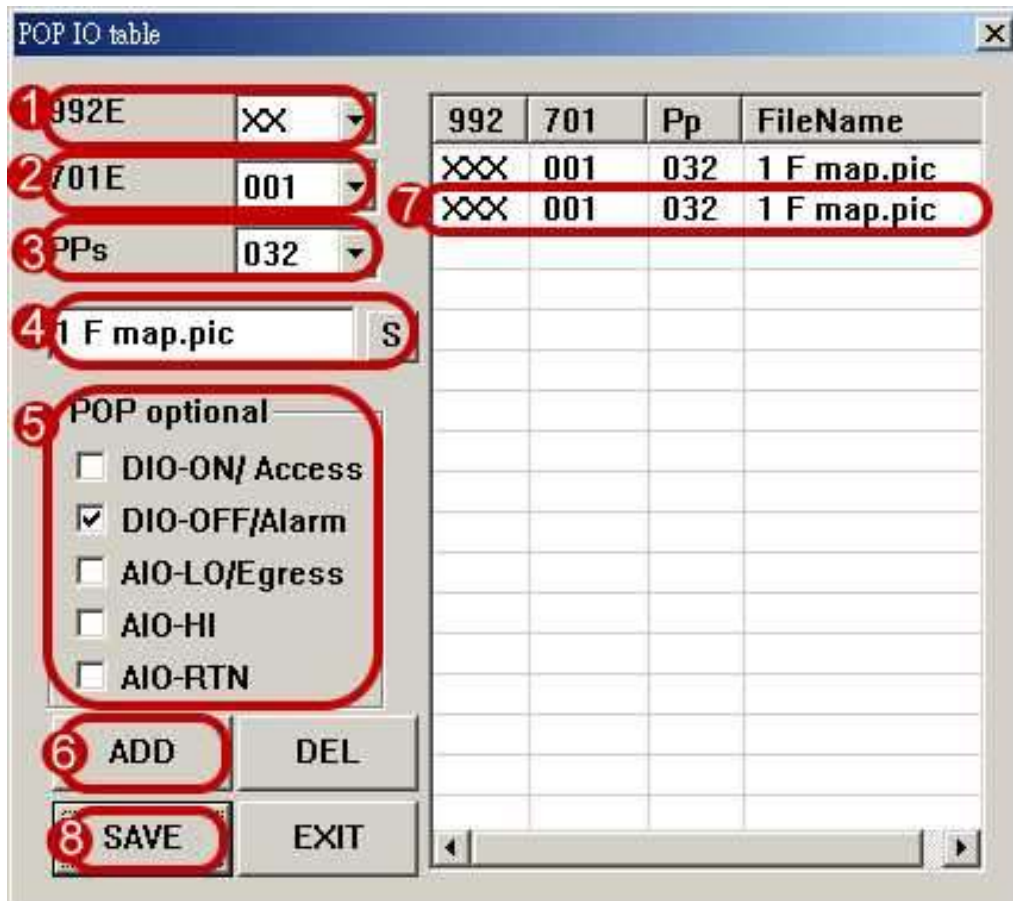 POP IO table
1 992E XX
2 701E 001
3 PPs 032
4 1 F map.pic S
5 POP optional
DIO-ON/ Access
DIO-OFF/Alarm
AIO-LO/Egress
AIO-HI
AIO-RTN
6 ADD DEL
8 SAVE EXIT
992 701 Pp FileName
XXX 001 032 1 F map.pic
7 XXX 001 032 1 F map.pic